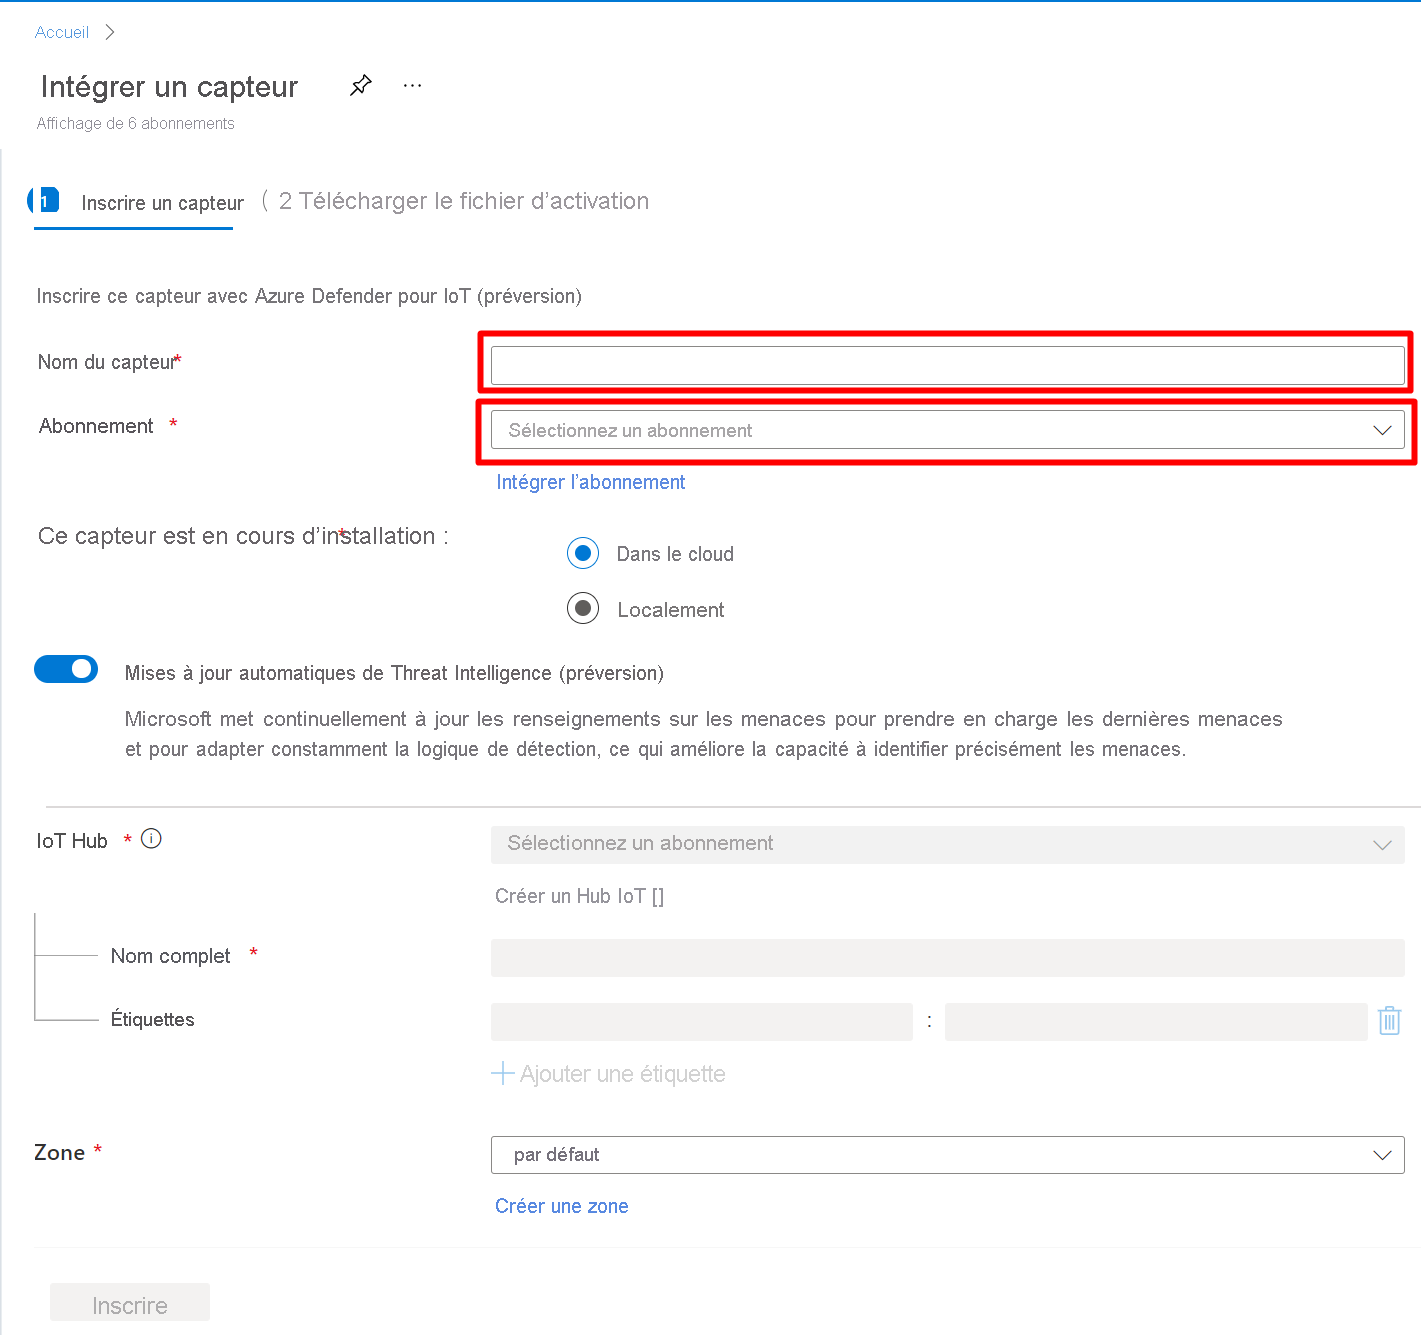 Accueil
Intégrer un capteur ...
Affichage de 6 abonnements
1 Inscrire un capteur ( 2 Télécharger le fichier d’activation
Inscrire ce capteur avec Azure Defender pour IoT (préversion)
Nom du capteur*
Abonnement *
Sélectionnez un abonnement
Intégrer l’abonnement
Ce capteur est en cours d’installation : *
Dans le cloud
Localement
Mises à jour automatiques de Threat Intelligence (préversion)
Microsoft met continuellement à jour les renseignements sur les menaces pour prendre en charge les dernières menaces
et pour adapter constamment la logique de détection, ce qui améliore la capacité à identifier précisément les menaces.
IoT Hub *
Sélectionnez un abonnement
Créer un Hub IoT []
Nom complet *
Étiquettes
:
Ajouter une étiquette
Zone *
par défaut
Créer une zone
Inscrire